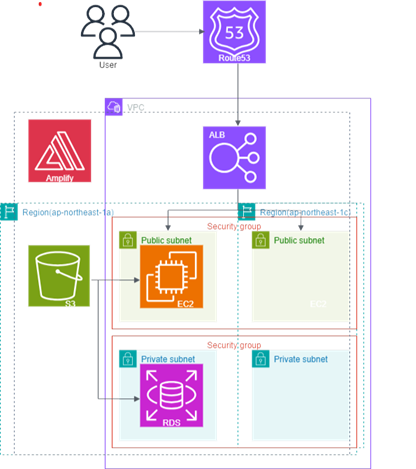 User
53
Route53
VPC
ALB
Amplify
Region(ap-northeast-1a)
Region(ap-northeast-1c)
Security group
Public subnet
Public subnet
S3
EC2
EC2
Security group
Private subnet
Private subnet
RDS